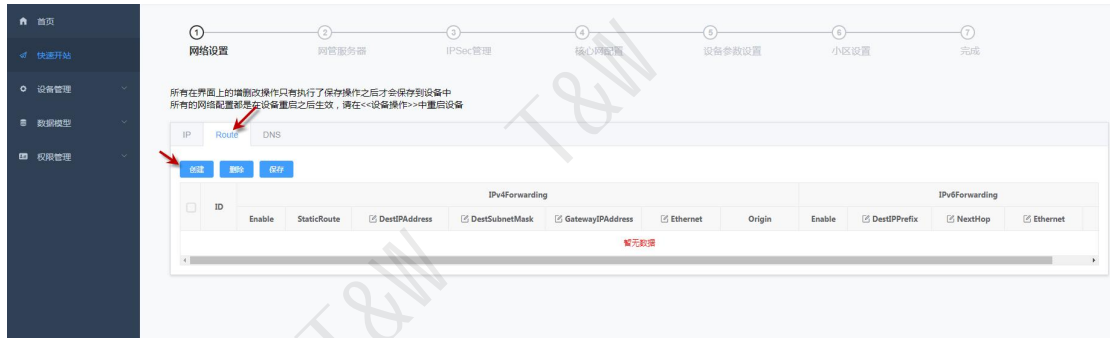 首页
快速开站
设备管理
数据模型
权限管理
1 2 3 4 5 6 7
网络设置 网管服务器 IPSec管理 核心网配置 设备参数设置 小区设置 完成
所有在界面上的增删改操作只有执行了保存操作之后才会保存到设备中
所有的网络配置都是在设备重启之后生效，请在<<设备操作>>中重启设备
IP Route DNS
创建 删除 保存
ID IPv4Forwarding IPv6Forwarding
Enable StaticRoute DestIPAddress DestSubnetMask GatewayIPAddress Ethernet Origin Enable DestIPPrefix NextHop Ethernet
暂无数据
T&W
T&W